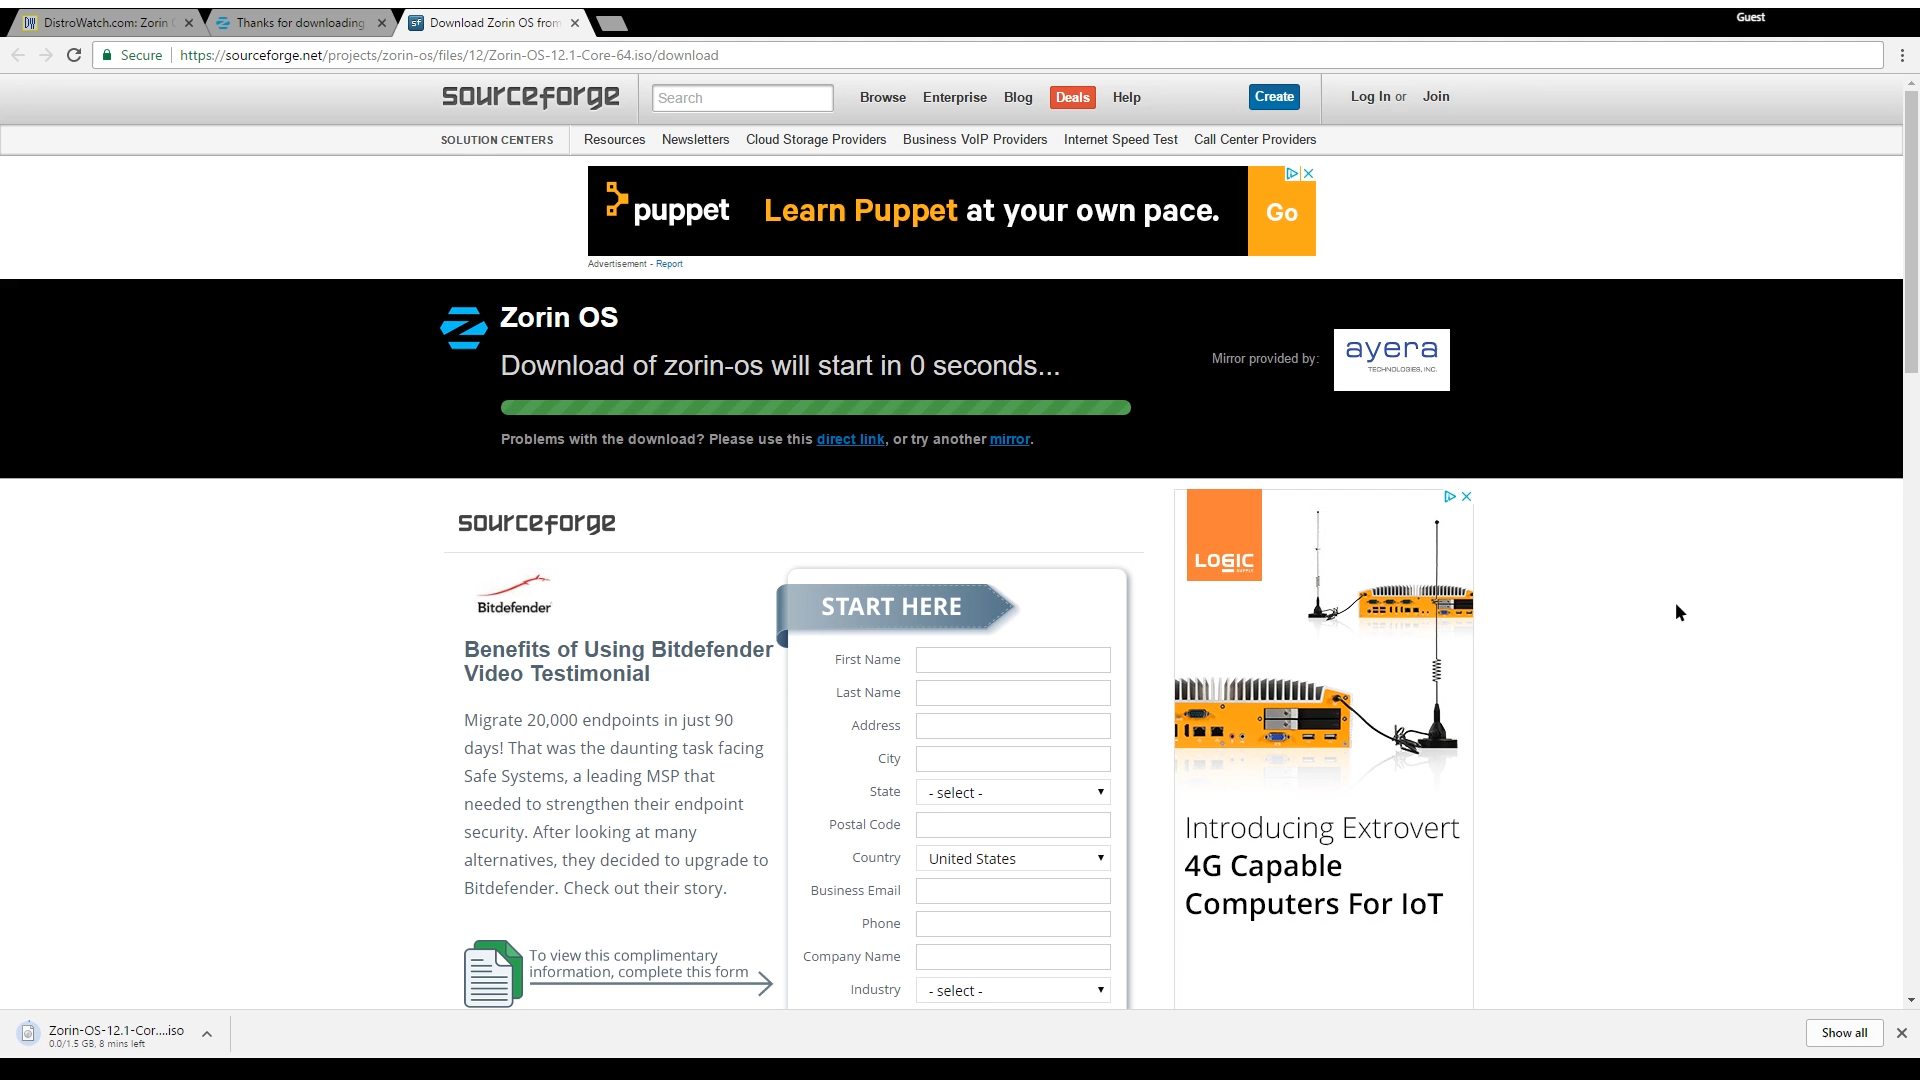 Guest
DistroWatch.com: Zorin
Thanks for downloading
Download Zorin OS from
Secure
https://sourceforge.net/projects/zorin-os/files/12/Zorin-OS-12.1-Core-64.iso/download
sourceforge
Search
Browse
Enterprise
Blog
Deals
Help
Create
Log In or Join
SOLUTION CENTERS
Resources
Newsletters
Cloud Storage Providers
Business VoIP Providers
Internet Speed Test
Call Center Providers
puppet
Learn Puppet at your own pace.
Go
Advertisement - Report
Zorin OS
Download of zorin-os will start in 0 seconds...
Mirror provided by:
ayera
TECHNOLOGIES, INC.
Problems with the download? Please use this direct link, or try another mirror.
sourceforge
Bitdefender
Benefits of Using Bitdefender
Video Testimonial
Migrate 20,000 endpoints in just 90
days! That was the daunting task facing
Safe Systems, a leading MSP that
needed to strengthen their endpoint
security. After looking at many
alternatives, they decided to upgrade to
Bitdefender. Check out their story.
To view this complimentary
information, complete this form
START HERE
First Name
Last Name
Address
City
State
- select -
Postal Code
Country
United States
Business Email
Phone
Company Name
Industry
- select -
LOGIC
SUPPLY
Introducing Extrovert
4G Capable
Computers For IoT
Zorin-OS-12.1-Cor....iso
0.0/1.5 GB, 8 mins left
Show all